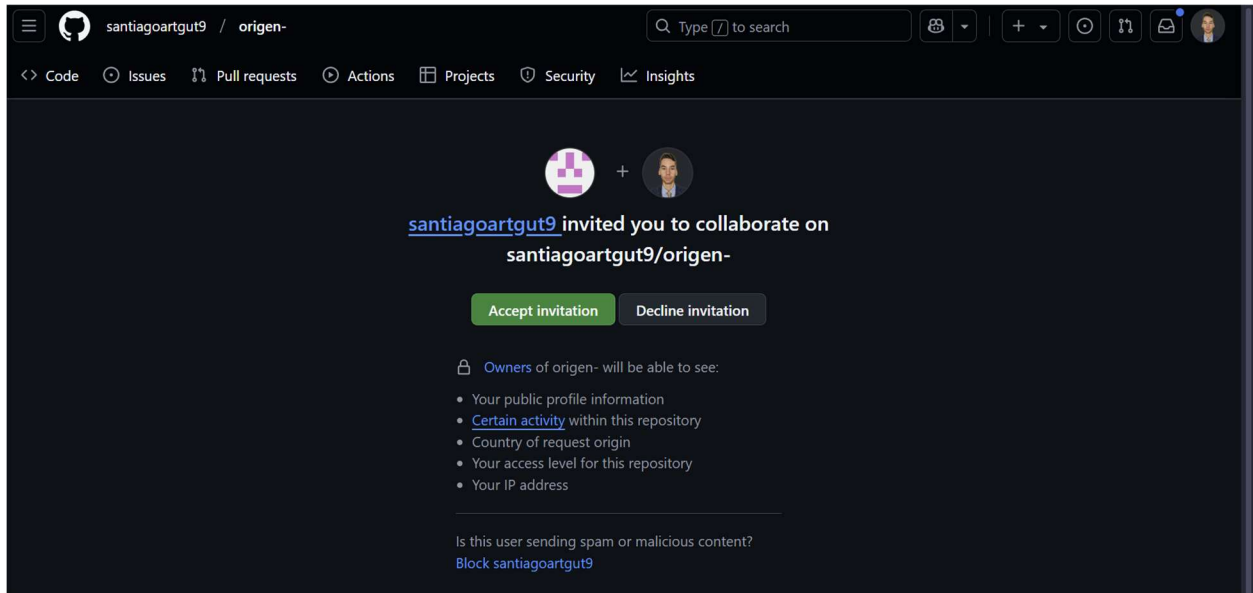 santiagoartgut9 / origen-
Type / to search
Code Issues Pull requests Actions Projects Security Insights
santiagoartgut9 invited you to collaborate on
santiagoartgut9/origen-
Accept invitation Decline invitation
Owners of origen- will be able to see:
Your public profile information
Certain activity within this repository
Country of request origin
Your access level for this repository
Your IP address
Is this user sending spam or malicious content?
Block santiagoartgut9